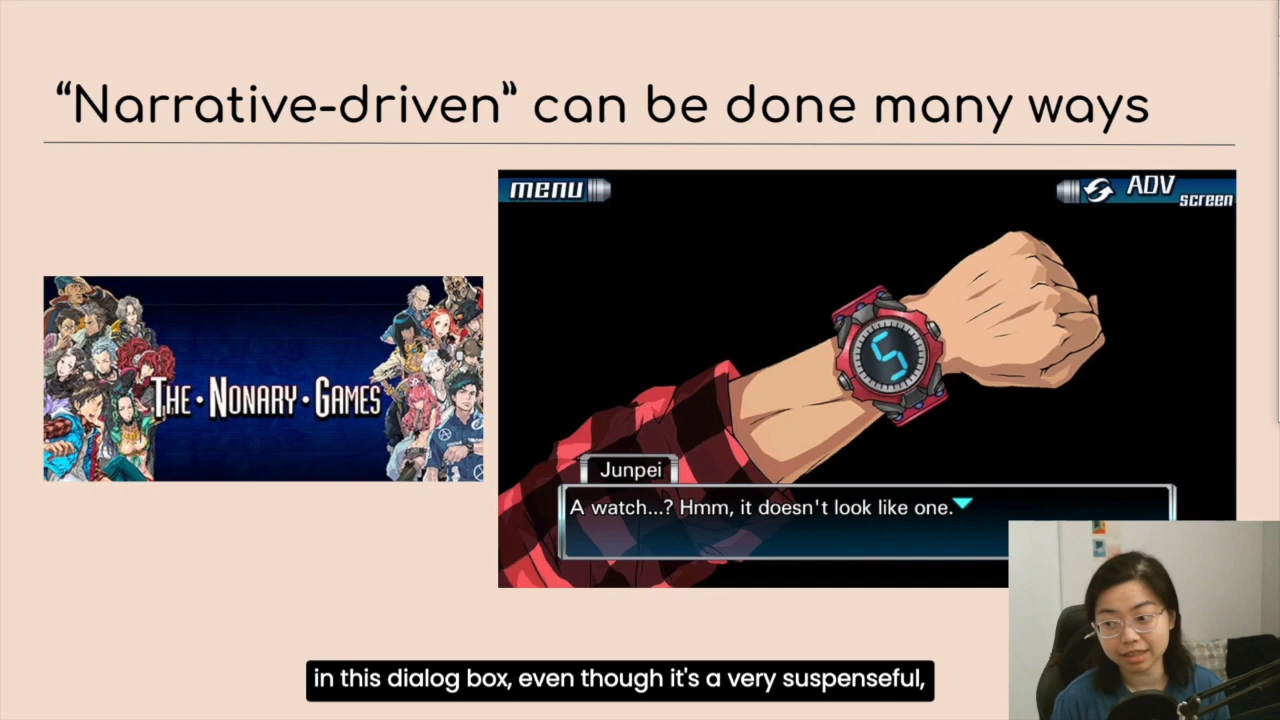 “Narrative-driven” can be done many ways
menu
ADV
screen
THE • NONARY • GAMES
5
Junpei
A watch...? Hmm, it doesn't look like one.
in this dialog box, even though it's a very suspenseful,